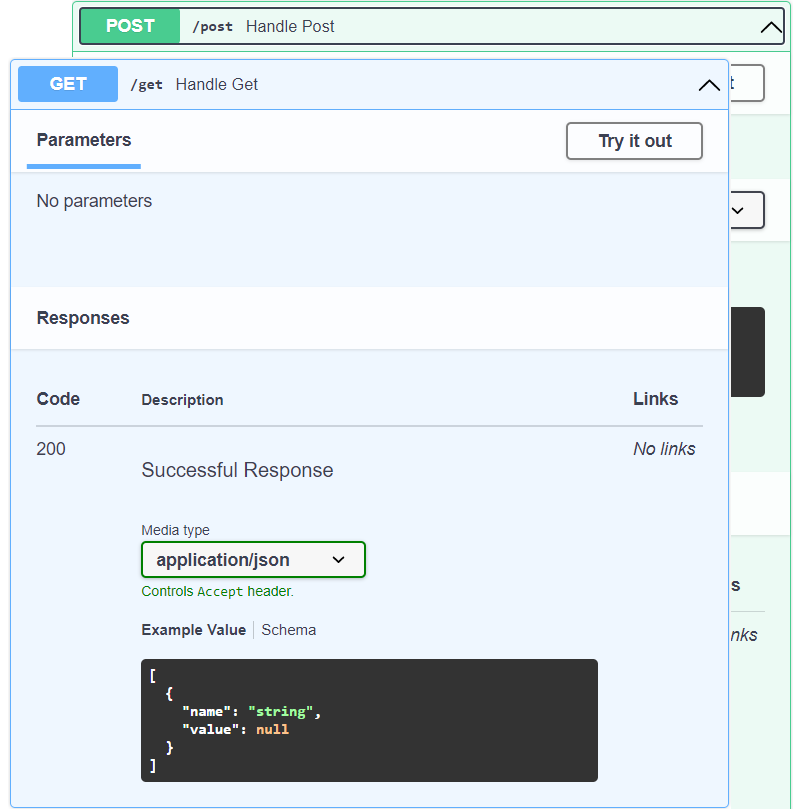 POST /post Handle Post
GET /get Handle Get
Parameters
Try it out
No parameters
Responses
Code Description Links
200
Successful Response
No links
Media type
application/json
Controls Accept header.
Example Value Schema
[
{
"name": "string",
"value": null
}
]